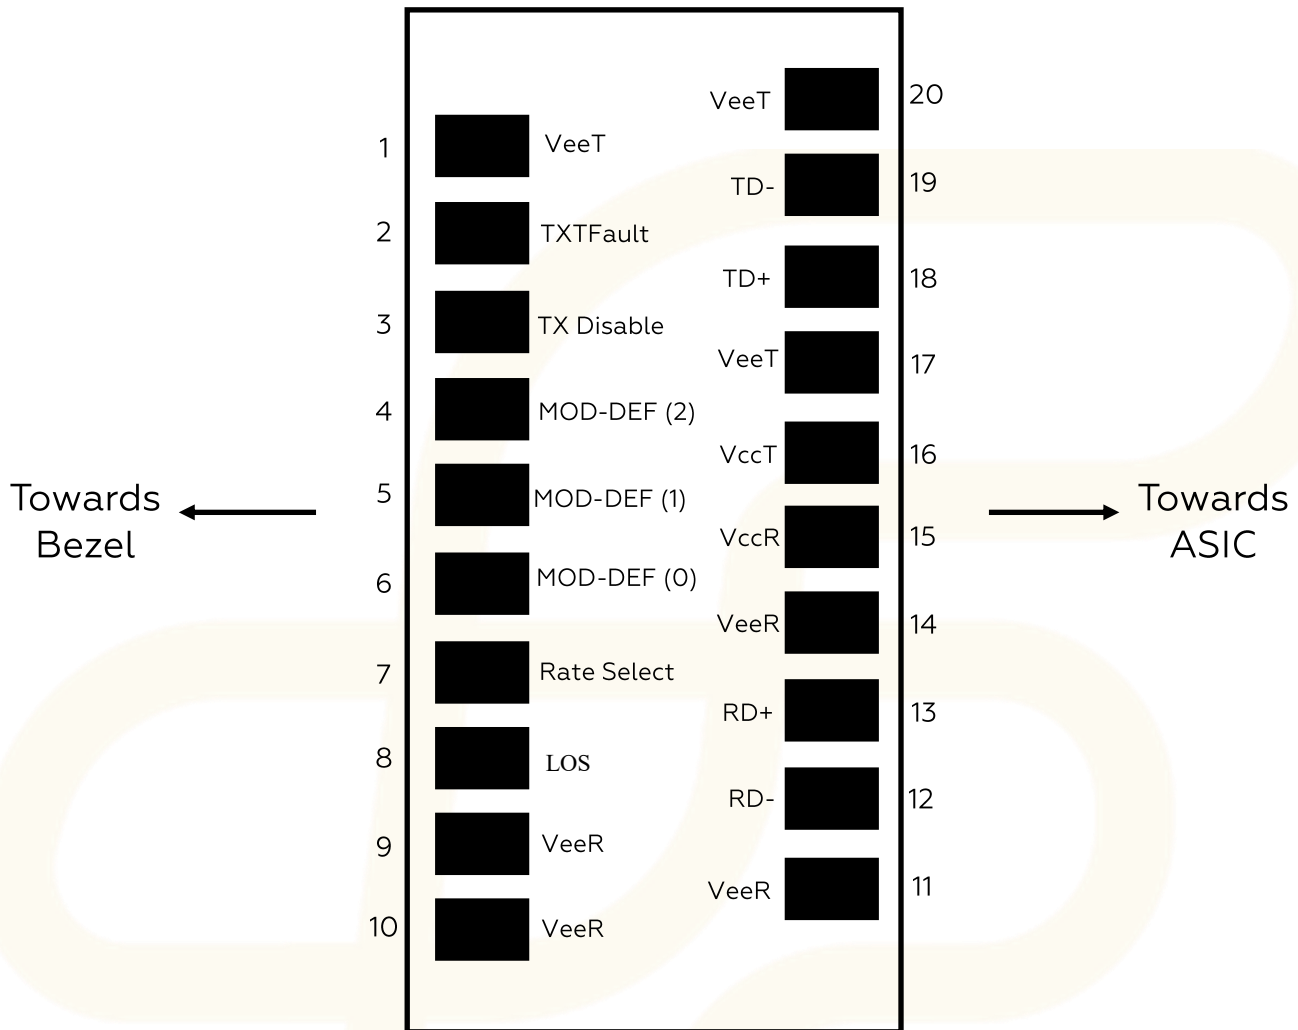 1 VeeT
2 TXTFault
3 TX Disable
4 MOD-DEF (2)
5 MOD-DEF (1)
6 MOD-DEF (0)
7 Rate Select
8 LOS
9 VeeR
10 VeeR
VeeT 20
TD- 19
TD+ 18
VeeT 17
VccT 16
VccR 15
VeeR 14
RD+ 13
RD- 12
VeeR 11
Towards
Bezel
Towards
ASIC